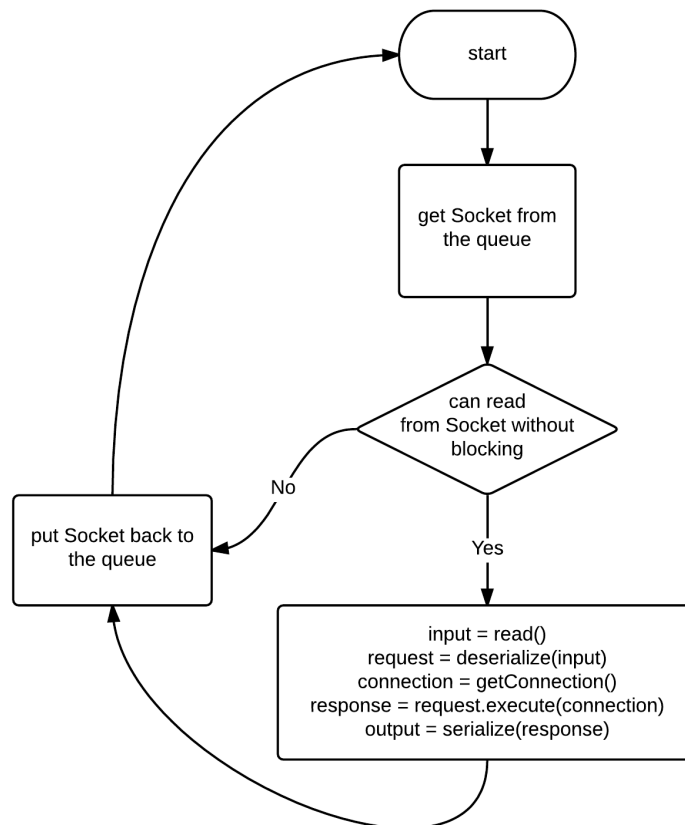 start
get Socket from
the queue
can read
from Socket without
blocking
No
put Socket back to
the queue
Yes
input = read()
request = deserialize(input)
connection = getConnection()
response = request.execute(connection)
output = serialize(response)